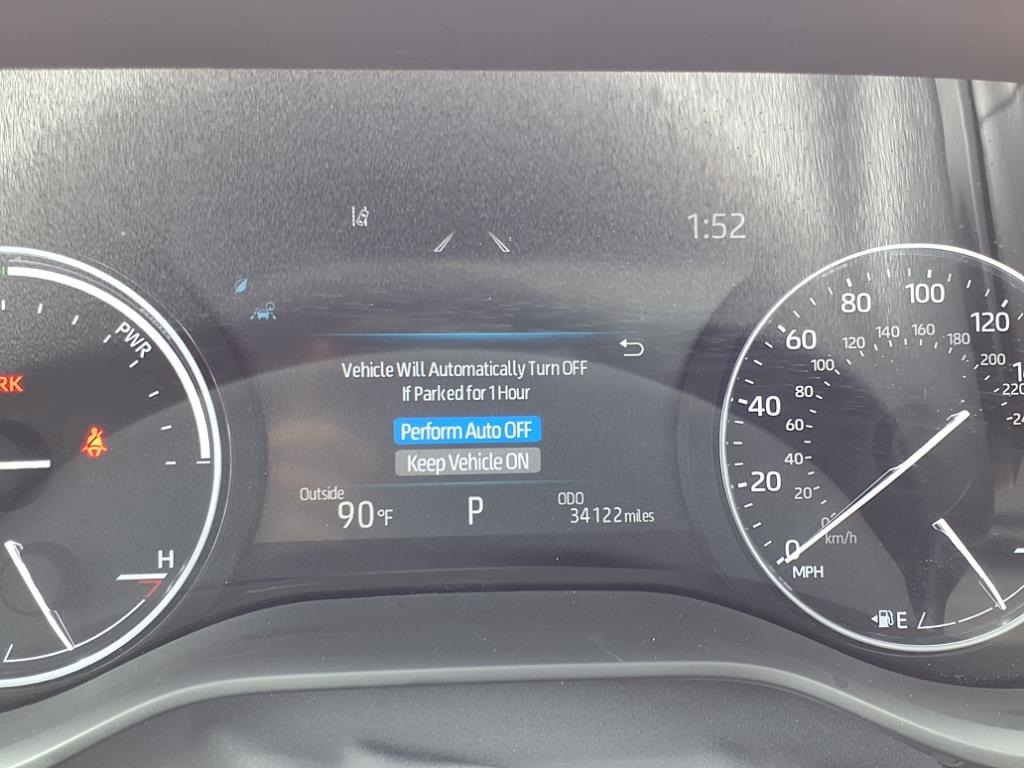 1:52
PWR
RK
H
Vehicle Will Automatically Turn OFF
If Parked for 1 Hour
Perform Auto OFF
Keep Vehicle ON
Outside
90°F
P
ODO
34122 miles
0
20
40
60
80
100
120
0
20
40
60
80
100
120
140
160
180
200
220
km/h
MPH
E